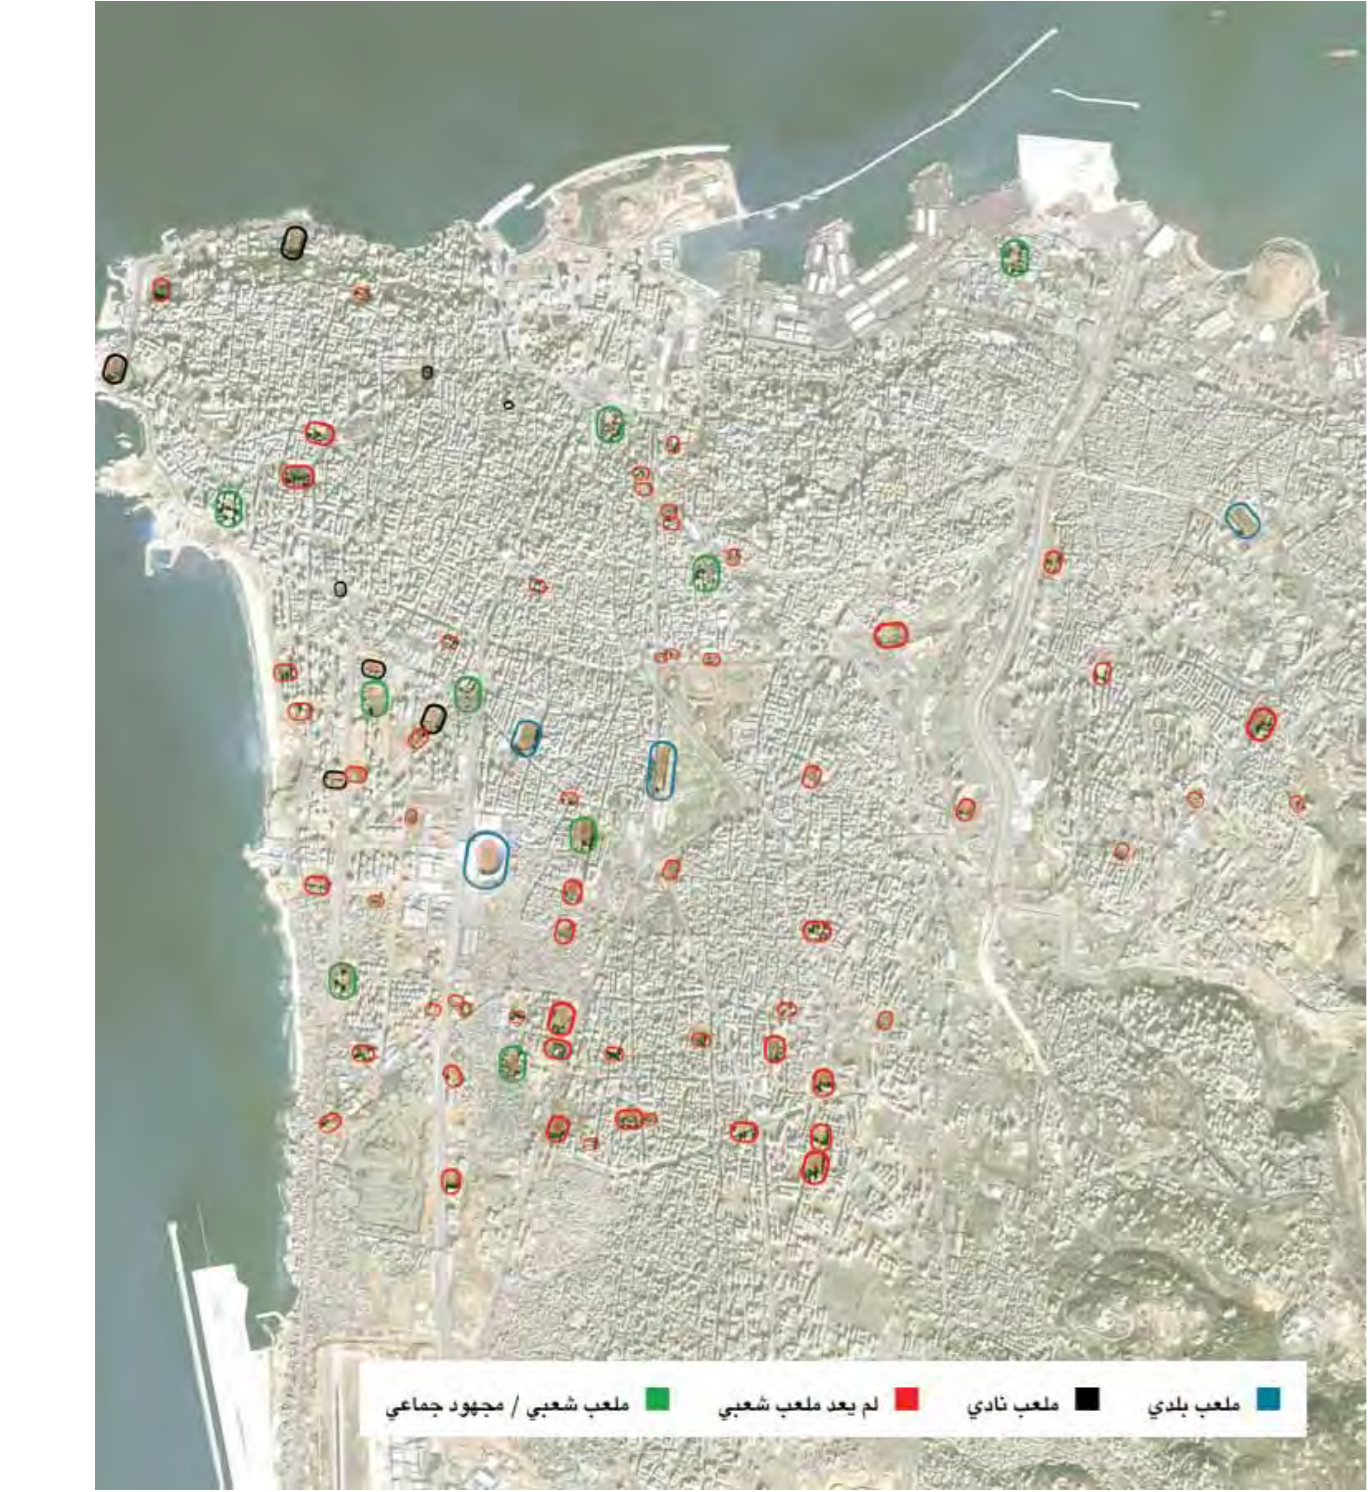 ملعب بلدي
ملعب نادي
لم يعد ملعب شعبي
ملعب شعبي / مجهود جماعي